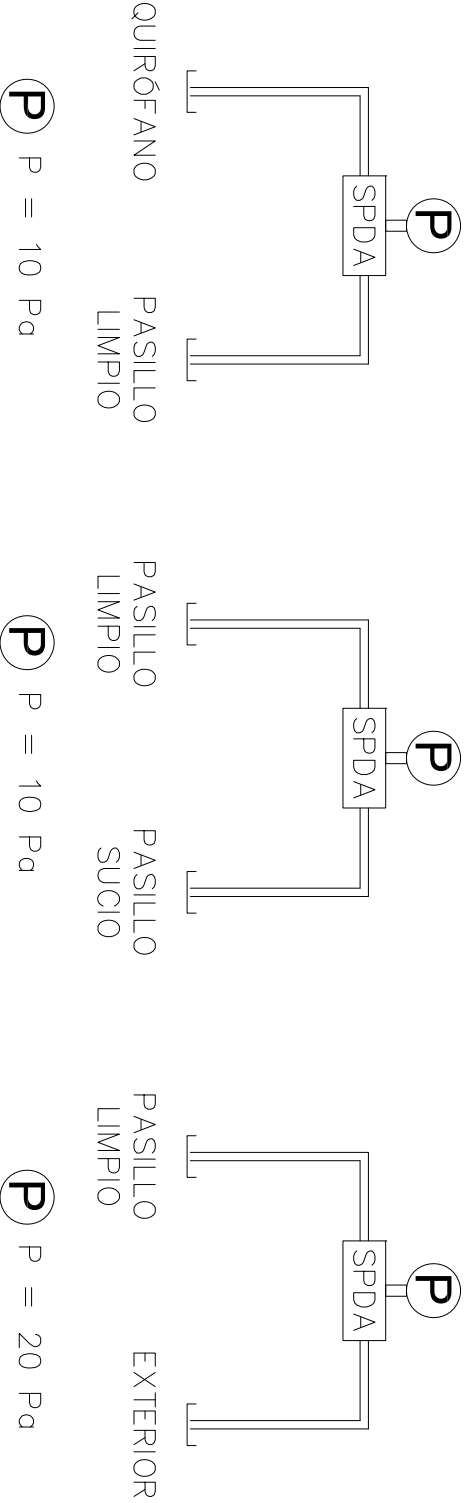 P
SPDA
QUIRÓFANO
PASILLO
LIMPIO
P P = 10 Pa
P
SPDA
PASILLO
LIMPIO
PASILLO
SUCIO
P P = 10 Pa
P
SPDA
PASILLO
LIMPIO
EXTERIOR
P P = 20 Pa